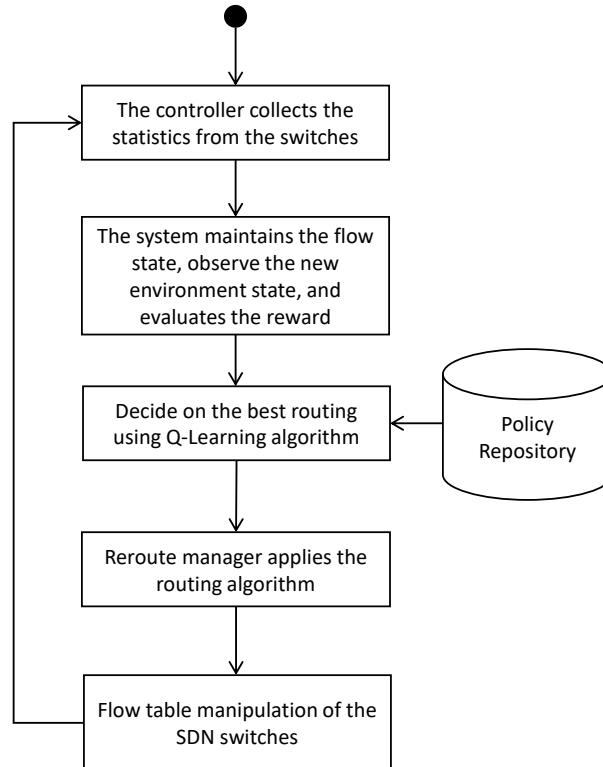 The controller collects the
statistics from the switches
The system maintains the flow
state, observe the new
environment state, and
evaluates the reward
Decide on the best routing
using Q-Learning algorithm
Policy
Repository
Reroute manager applies the
routing algorithm
Flow table manipulation of the
SDN switches